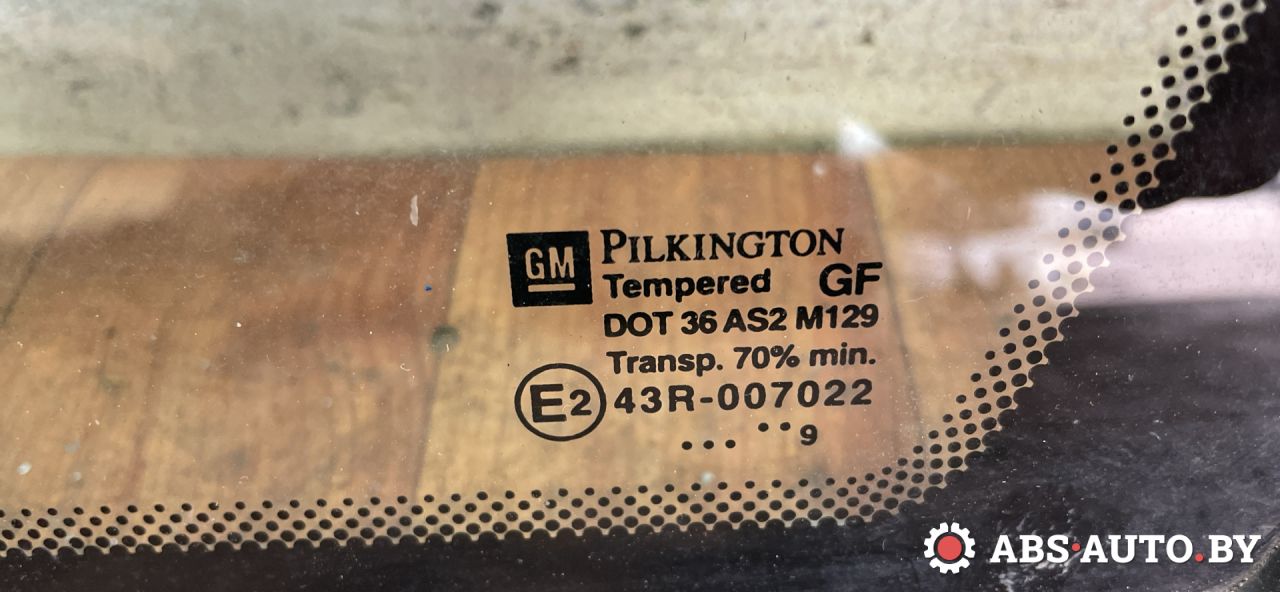 GM
PILKINGTON
Tempered GF
DOT 36 AS2 M129
Transp. 70% min.
E2 43R-007022
... ..9
ABS·AUTO.BY